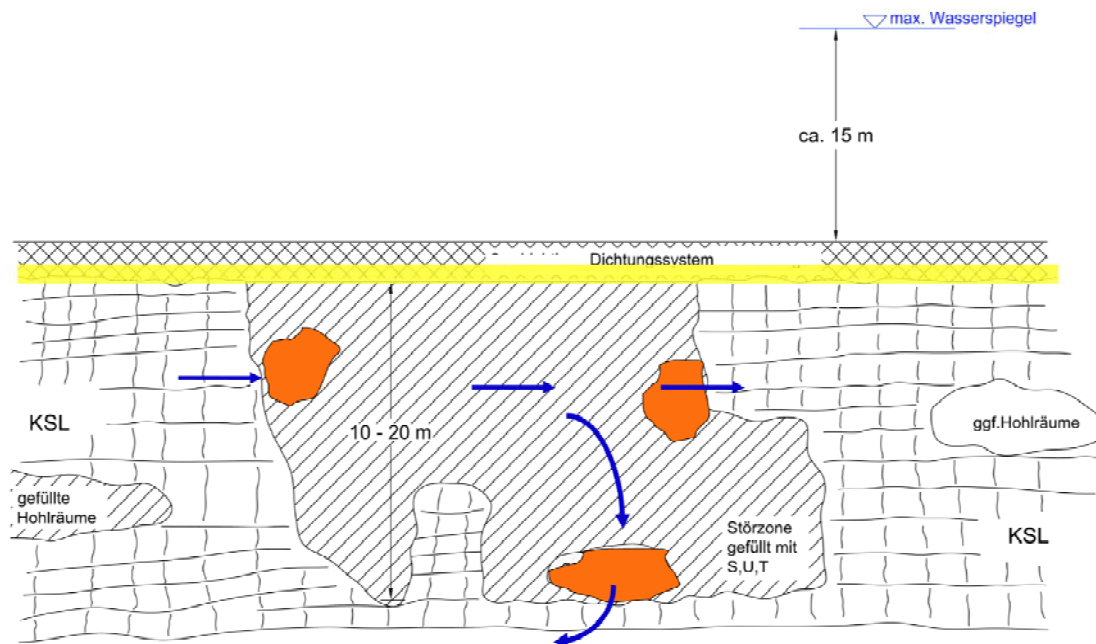 max. Wasserspiegel
ca. 15 m
Dichtungssystem
10 - 20 m
KSL
ggf.Hohlräume
gefüllte
Hohlräume
Störzone
gefüllt mit
S,U,T
KSL